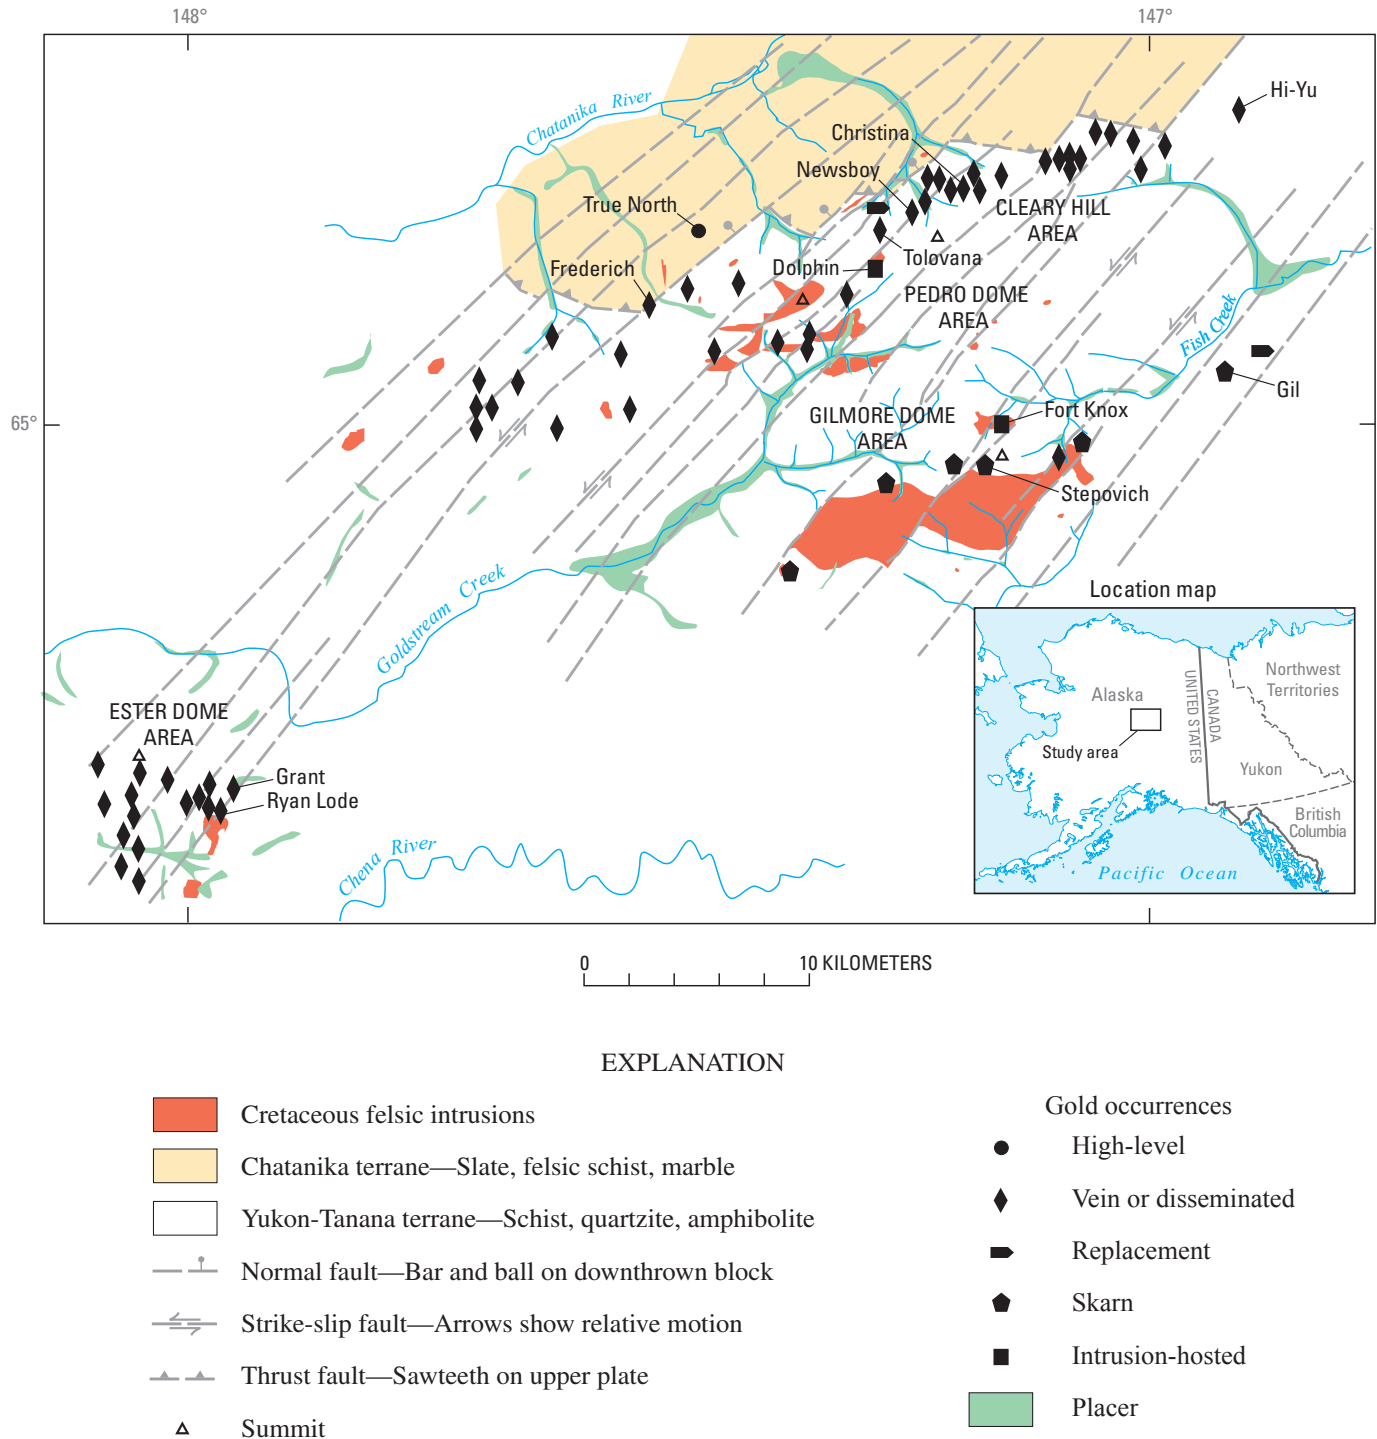 148°
147°
Hi-Yu
Chatanika River
Christina
Newsboy
True North
CLEARY HILL
AREA
Tolovana
Frederich
Dolphin
PEDRO DOME
AREA
Fish Creek
Gil
65°
GILMORE DOME
AREA
Fort Knox
Stepovich
Goldstream Creek
Location map
Northwest
Territories
Alaska
UNITED STATES
CANADA
Study area
Yukon
British
Columbia
Pacific Ocean
ESTER DOME
AREA
Grant
Ryan Lode
Chena River
0
10 KILOMETERS
EXPLANATION
Cretaceous felsic intrusions
Chatanika terrane—Slate, felsic schist, marble
Yukon-Tanana terrane—Schist, quartzite, amphibolite
Normal fault—Bar and ball on downthrown block
Strike-slip fault—Arrows show relative motion
Thrust fault—Sawteeth on upper plate
Summit
Gold occurrences
High-level
Vein or disseminated
Replacement
Skarn
Intrusion-hosted
Placer